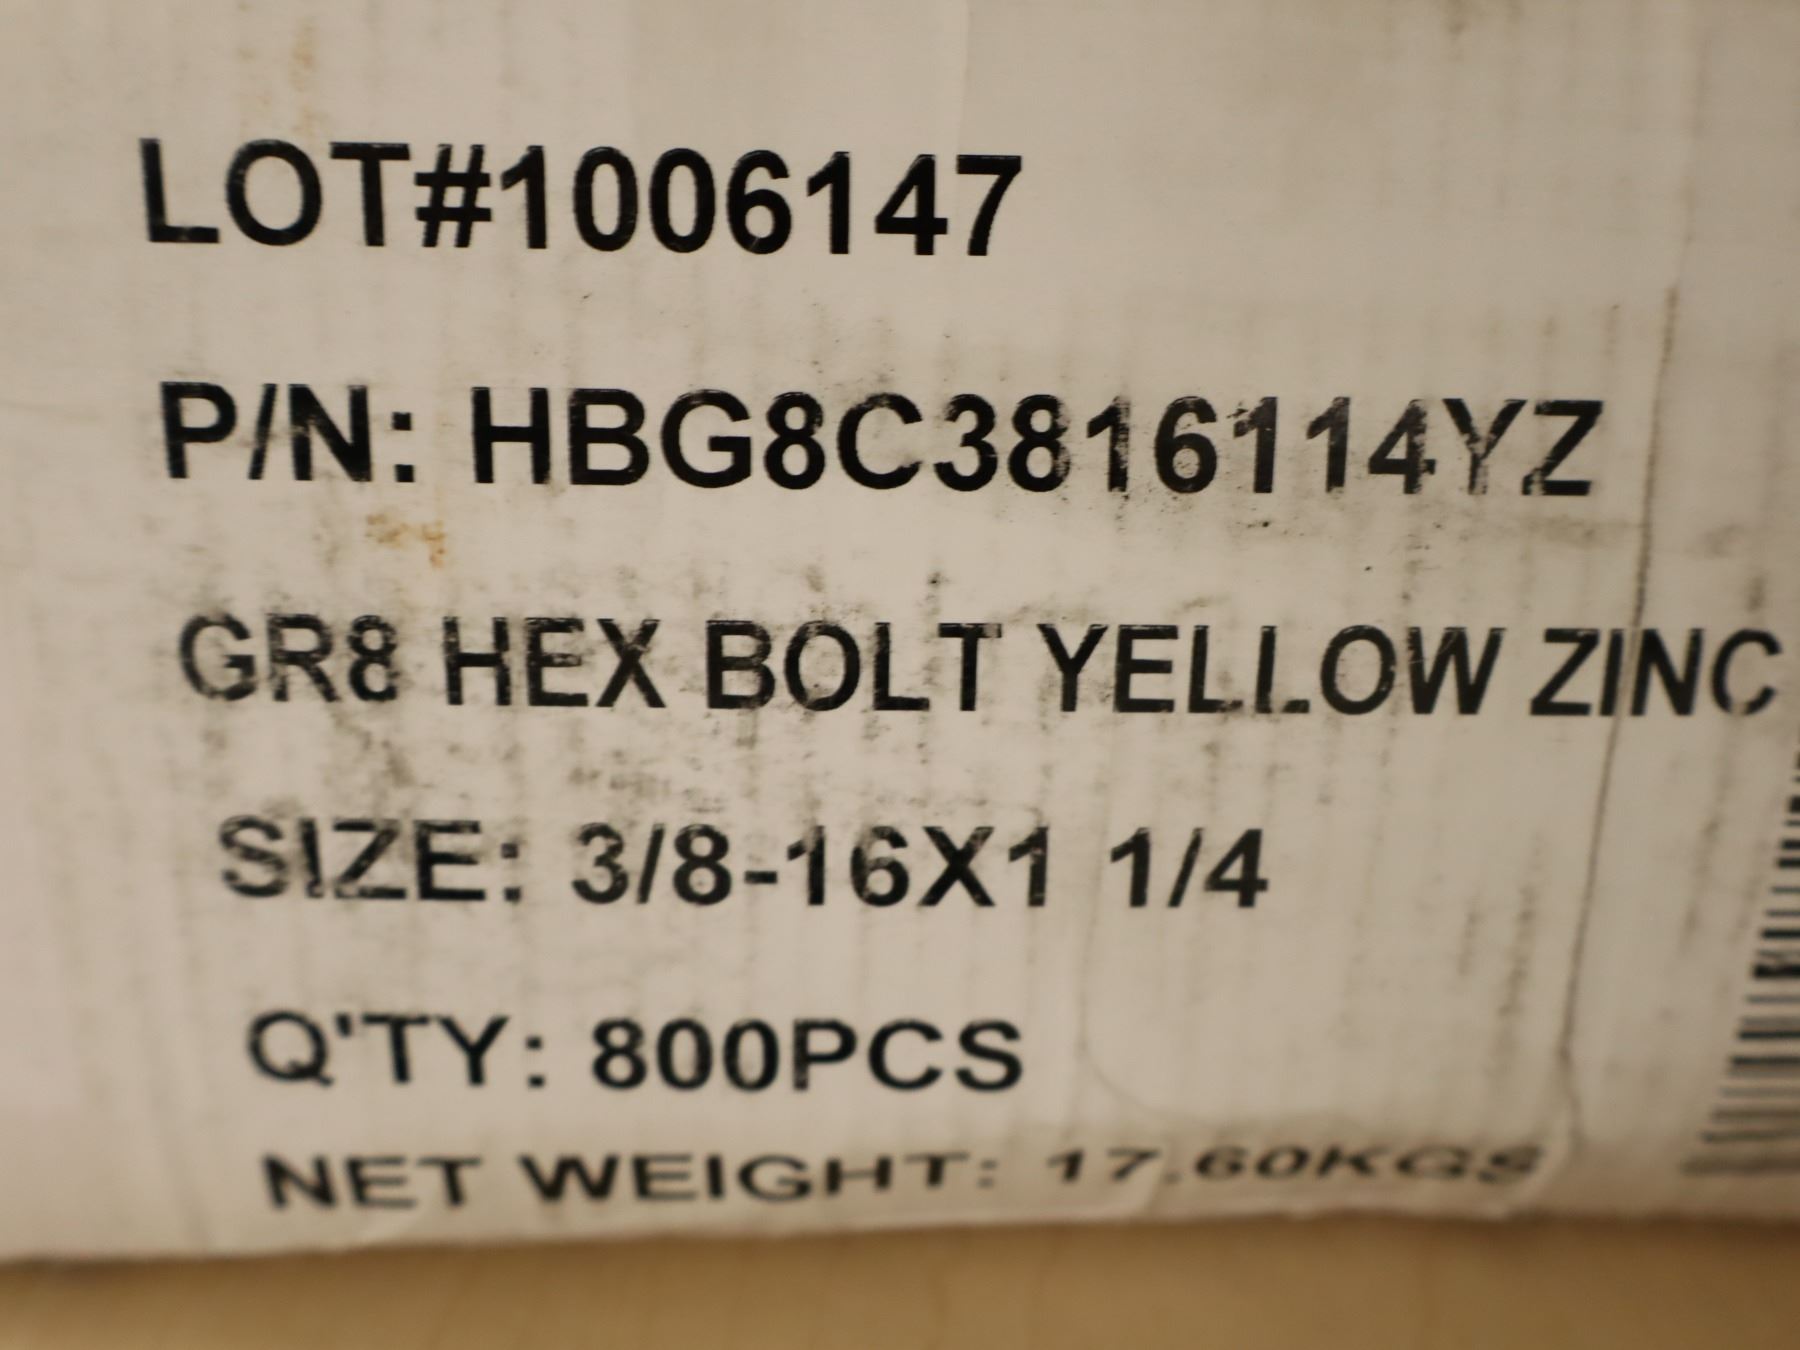 LOT#1006147
P/N: HBG8C3816114YZ
GR8 HEX BOLT YELLOW ZINC
SIZE: 3/8-16X1 1/4
Q'TY: 800PCS
NET WEIGHT: 17.60KGS